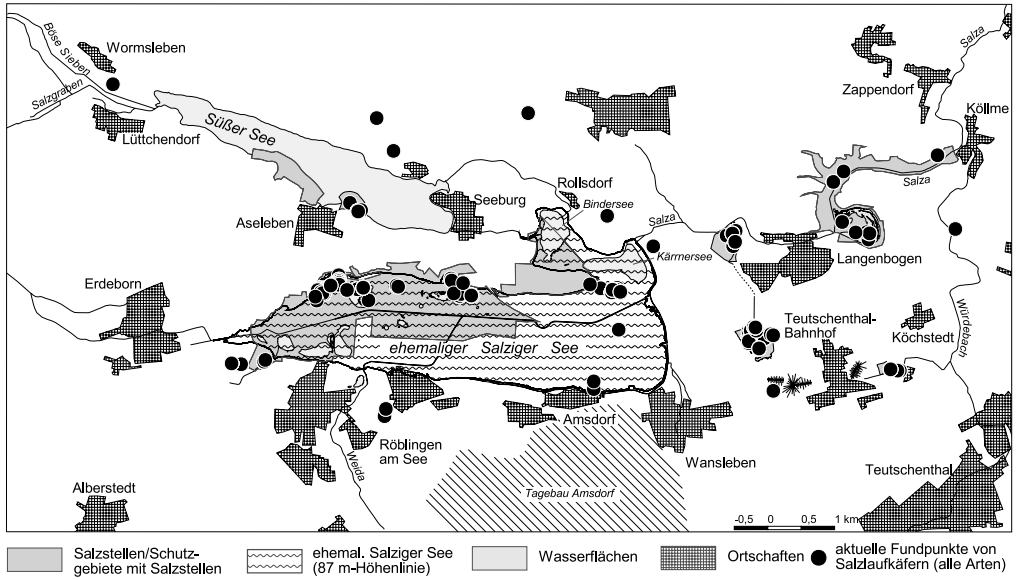 Böse Sieben
Wormsleben
Salzgraben
Lüttchendorf
Süßer See
Salza
Zappendorf
Köllme
Salza
Aseleben
Seeburg
Rollsdorf
Bindersee
Salza
Kärmersee
Langenbogen
Erdeborn
Teutschenthal-
Bahnhof
Köchstedt
Würdebach
ehemaliger Salziger See
Amsdorf
Röblingen
am See
Weida
Wansleben
Alberstedt
Tagebau Amsdorf
Teutschenthal
-0,5 0 0,5 1 km
Salzstellen/Schutz-
gebiete mit Salzstellen
ehemal. Salziger See
(87 m-Höhenlinie)
Wasserflächen
Ortschaften
aktuelle Fundpunkte von
Salzlaufkäfern (alle Arten)